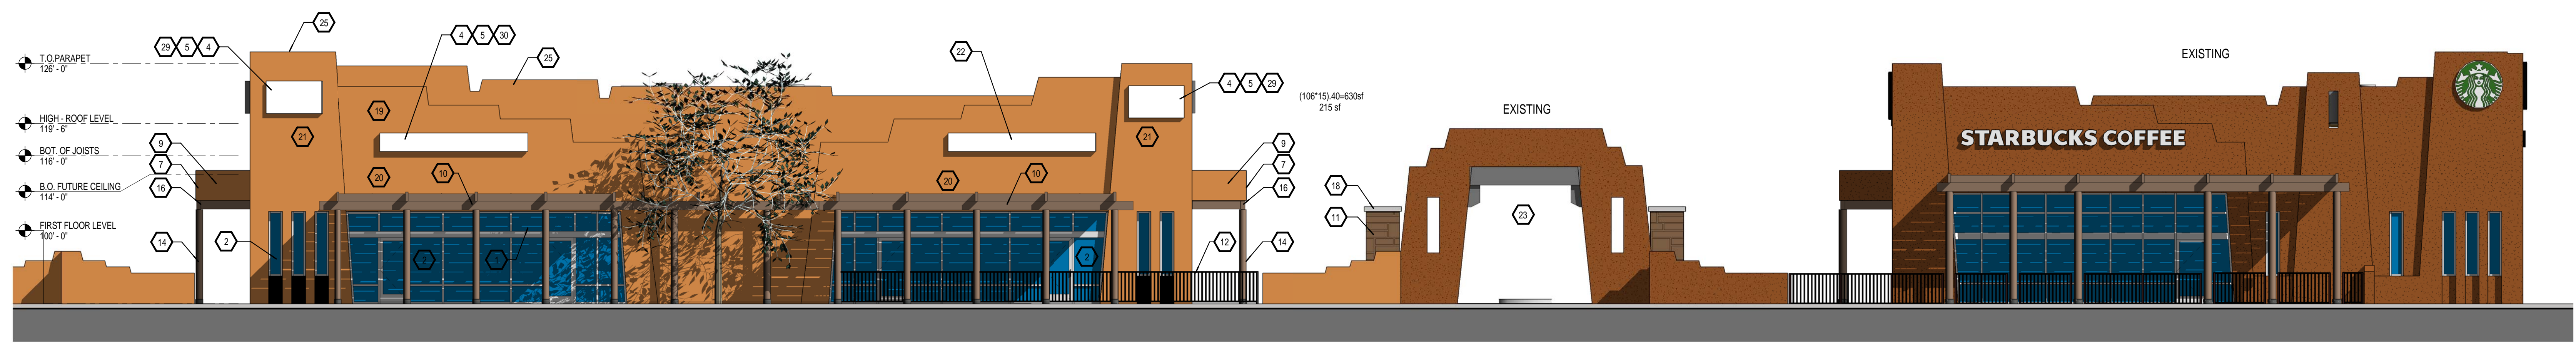 25
29 5 4
4 5 30
25
22
EXISTING
T.O.PARAPET
126' - 0"
4 5 29
(106*15).40=630sf
215 sf
EXISTING
19
HIGH - ROOF LEVEL
119' - 6"
21
21
STARBUCKS COFFEE
9
9
BOT. OF JOISTS
116' - 0"
7
7
20
10
20
10
16
16
B.O. FUTURE CEILING
114' - 0"
18
11
23
FIRST FLOOR LEVEL
100' - 0"
14
2
12
14
2
1
2